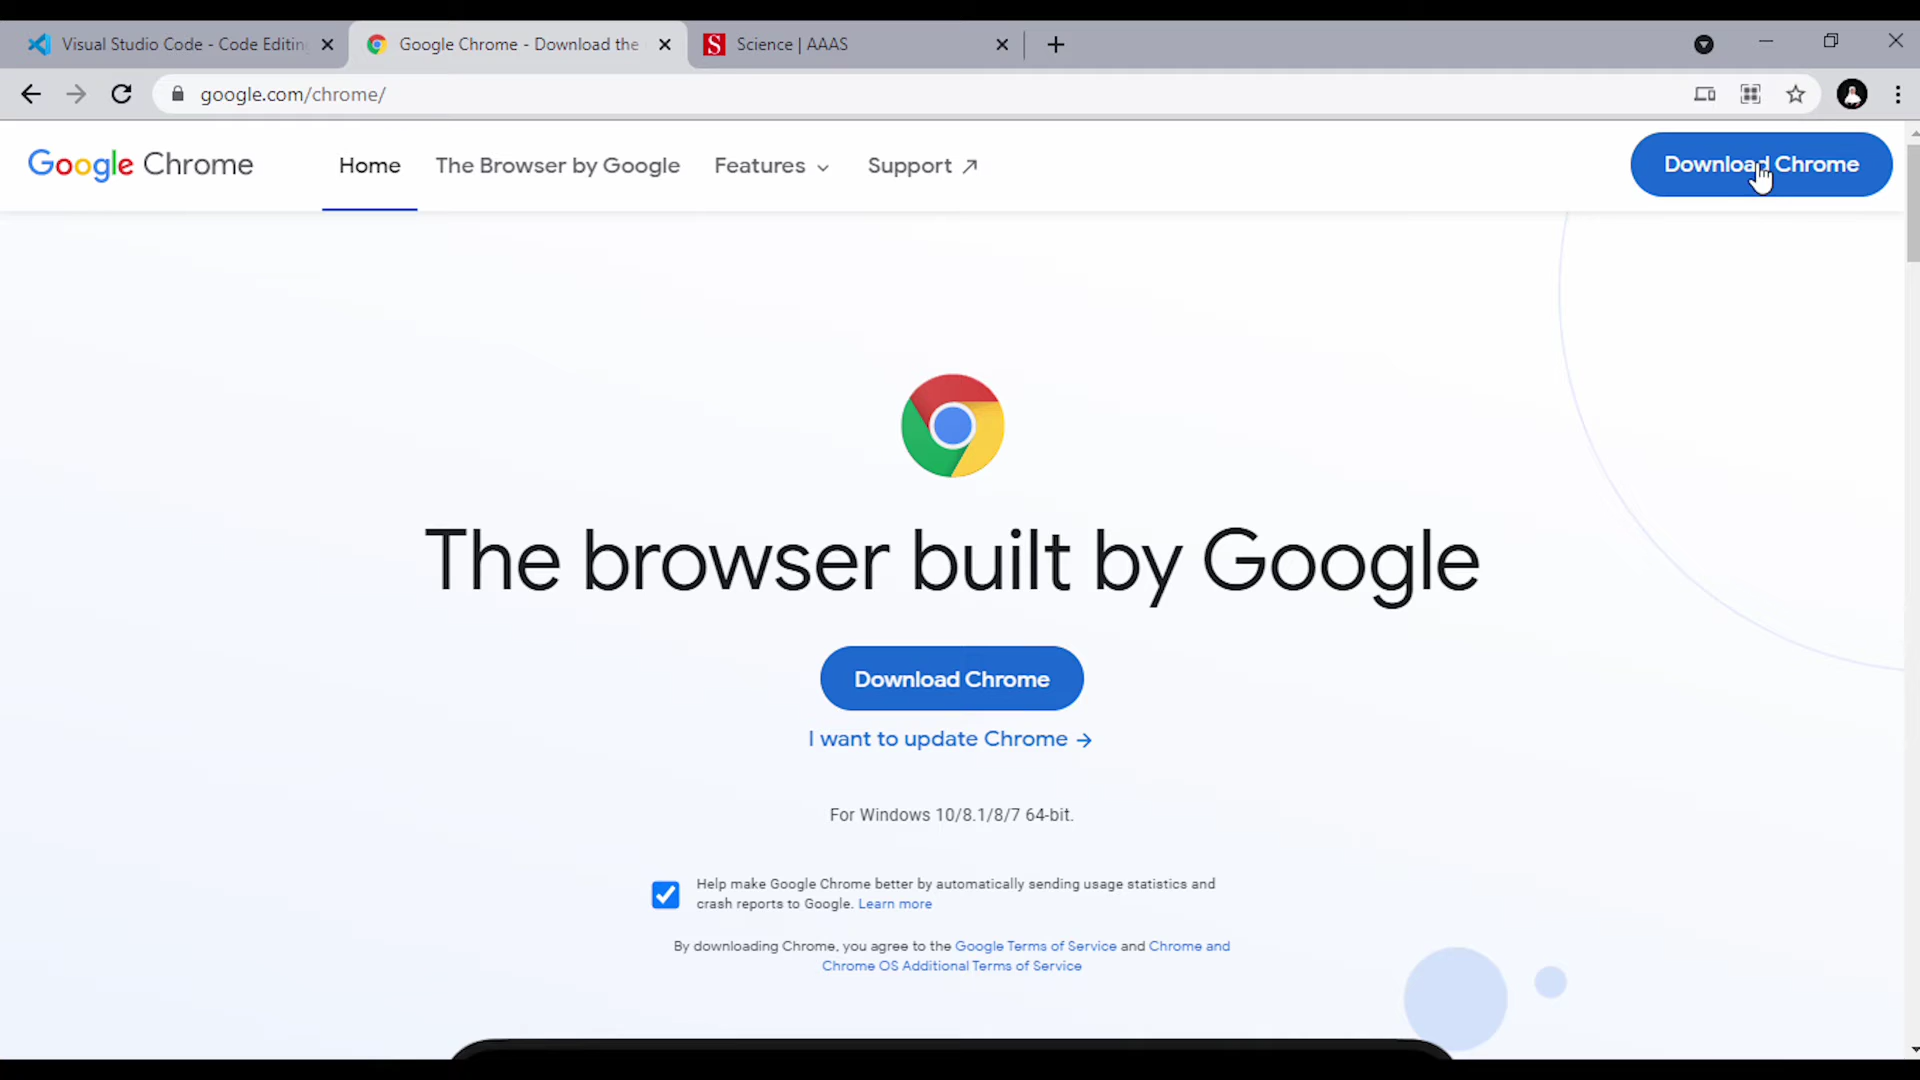 Visual Studio Code - Code Editin
Google Chrome - Download the
Science | AAAS
google.com/chrome/
Google Chrome
Home
The Browser by Google
Features
Support
Download Chrome
The browser built by Google
Download Chrome
I want to update Chrome
For Windows 10/8.1/8/7 64-bit.
Help make Google Chrome better by automatically sending usage statistics and
crash reports to Google. Learn more
By downloading Chrome, you agree to the Google Terms of Service and Chrome and
Chrome OS Additional Terms of Service